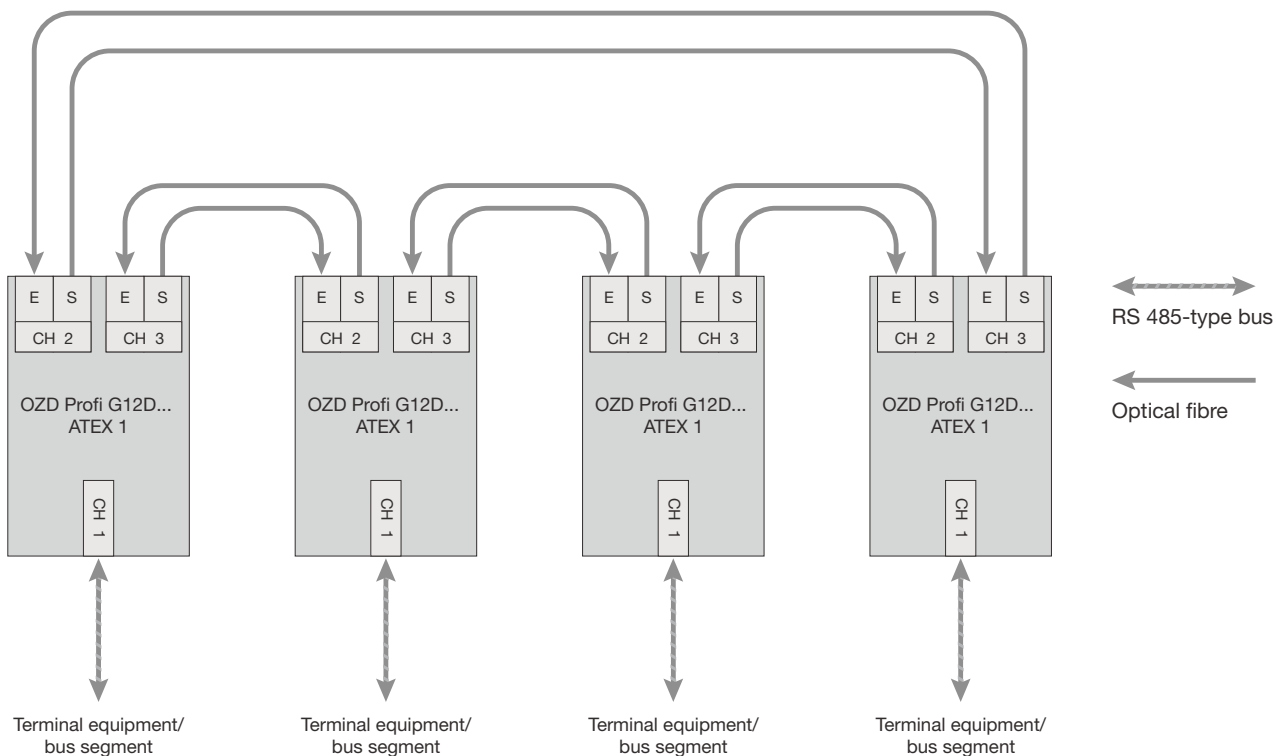 E S E S E S E S E S E S E S E S
CH 2 CH 3 CH 2 CH 3 CH 2 CH 3 CH 2 CH 3
RS 485-type bus
OZD Profi G12D...
ATEX 1
OZD Profi G12D...
ATEX 1
OZD Profi G12D...
ATEX 1
OZD Profi G12D...
ATEX 1
Optical fibre
CH 1
CH 1
CH 1
CH 1
Terminal equipment/
bus segment
Terminal equipment/
bus segment
Terminal equipment/
bus segment
Terminal equipment/
bus segment